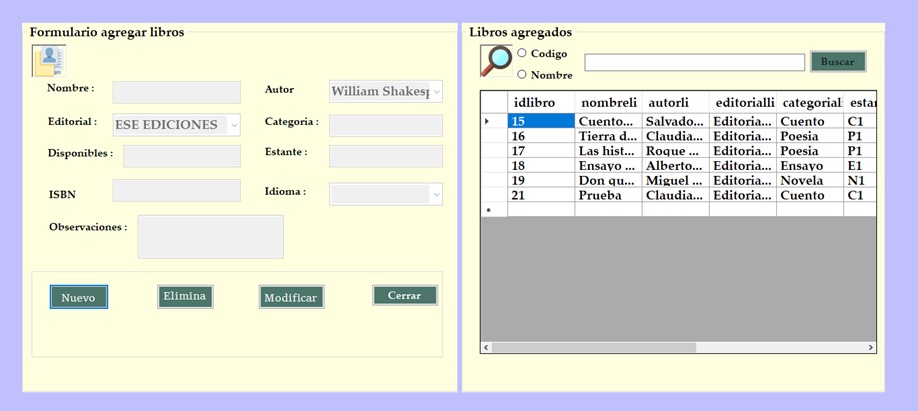 Formulario agregar libros
Nombre :
Autor
William Shakesp
Editorial :
ESE EDICIONES
Categoria :
Disponibles :
Estante :
ISBN
Idioma :
Observaciones :
Nuevo
Elimina
Modificar
Cerrar
Libros agregados
Codigo
Nombre
Buscar
idlibro nombreli autorli editorialli categoriali estan
15 Cuento... Salvado... Editoria... Cuento C1
16 Tierra d... Claudia... Editoria... Poesia P1
17 Las hist... Roque ... Editoria... Poesia P1
18 Ensayo ... Alberto... Editoria... Ensayo E1
19 Don qu... Miguel ... Editoria... Novela N1
21 Prueba Claudia... Editoria... Cuento C1